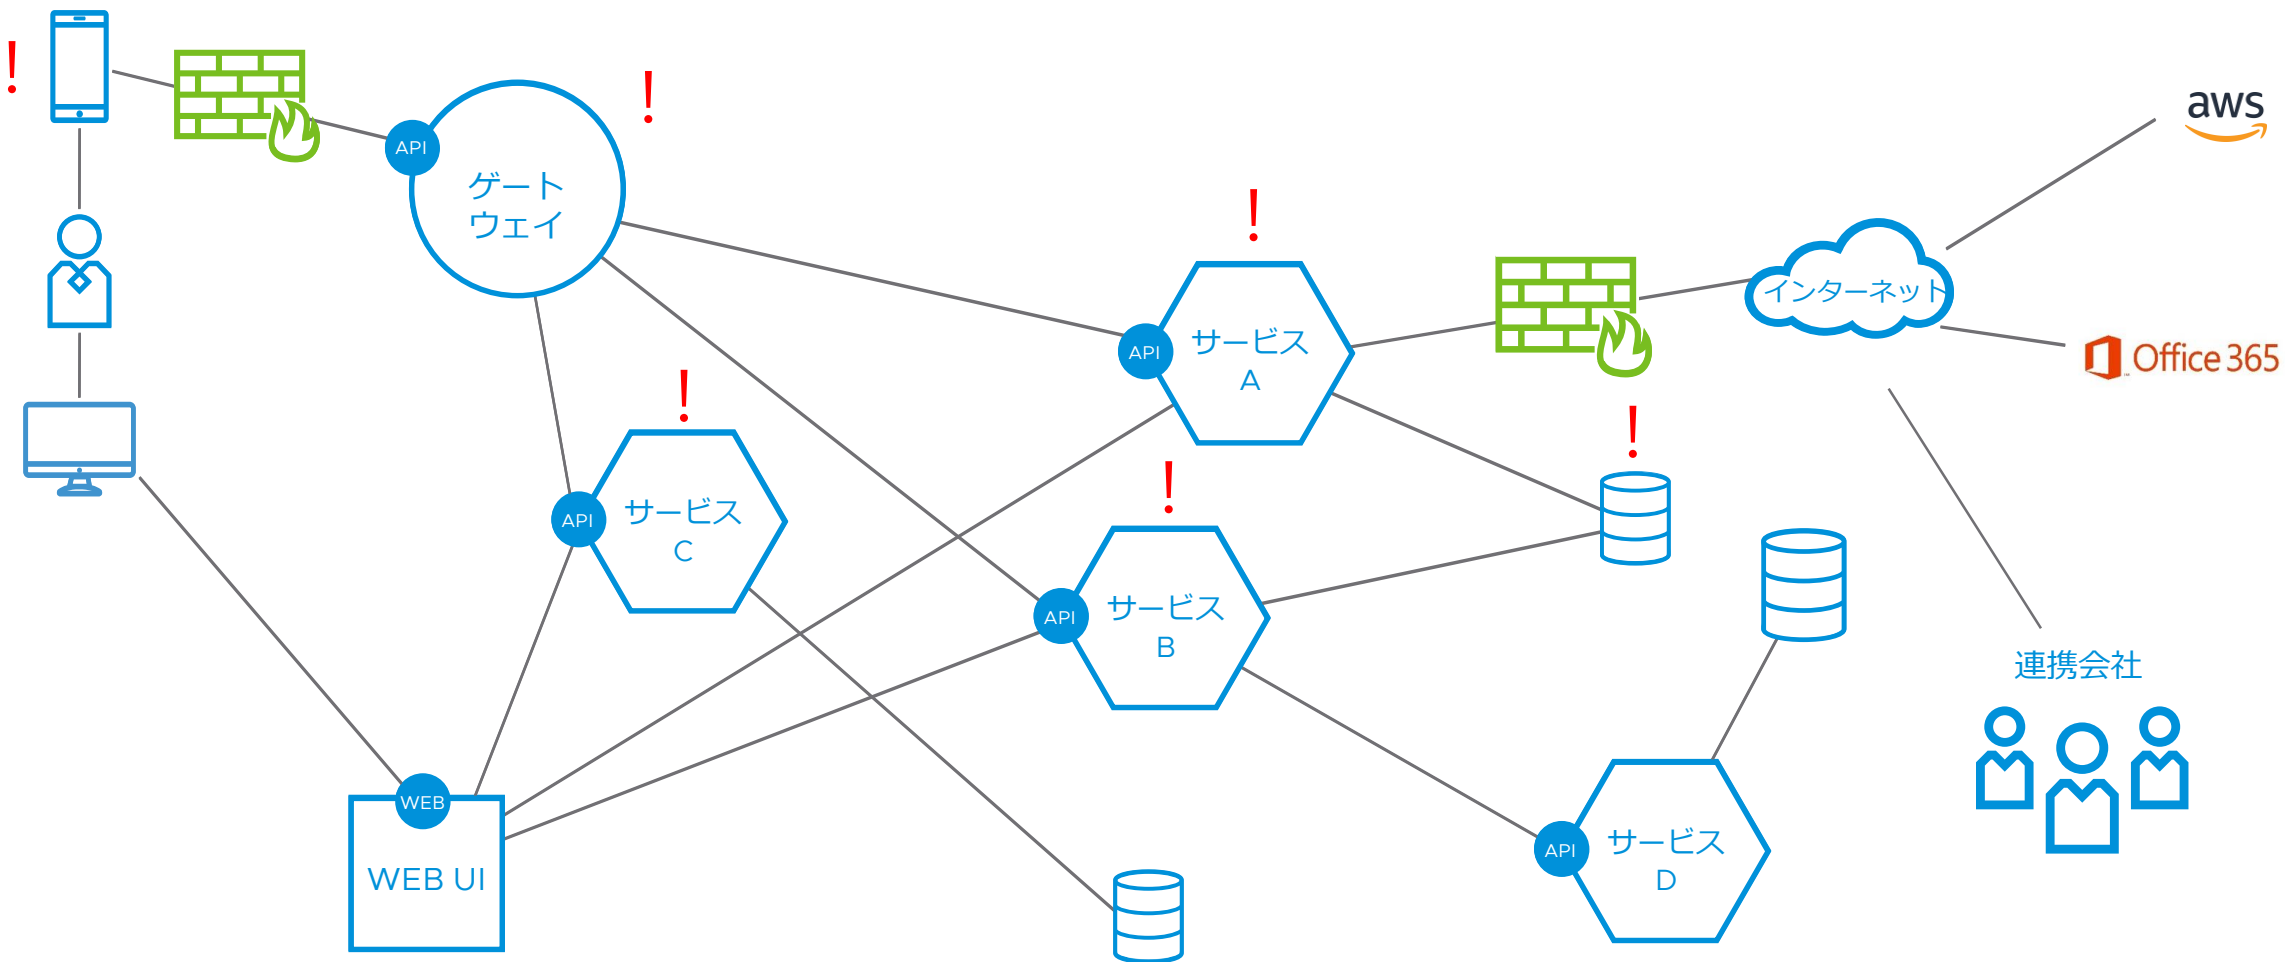 !
!
API
ゲート
ウェイ
aws
!
インターネット
API
サービス
A
Office 365
!
!
!
API
サービス
C
API
サービス
B
連携会社
WEB
WEB UI
API
サービス
D